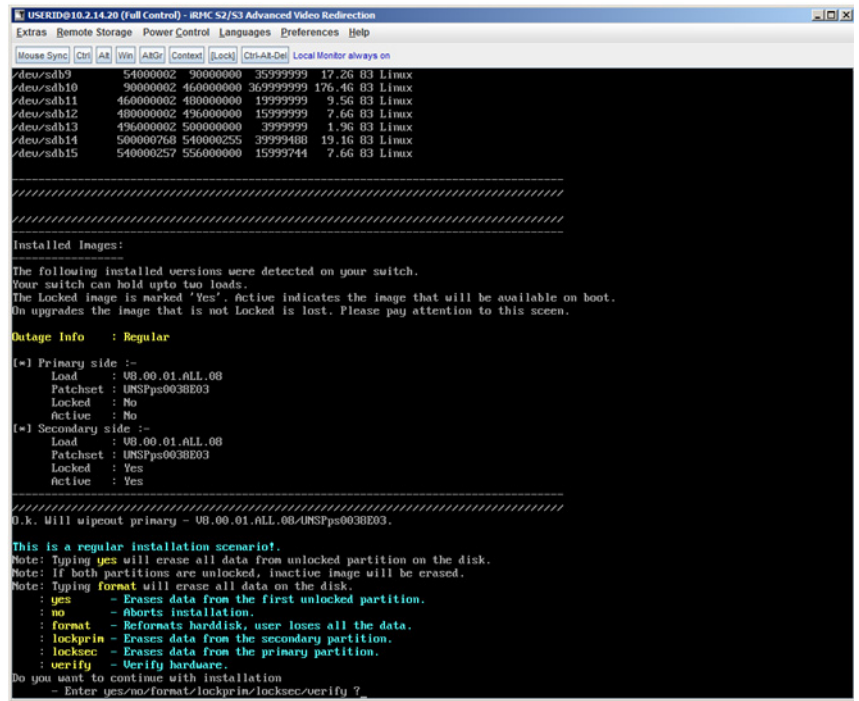 USERID@10.2.14.20 (Full Control) - iRMC S2/S3 Advanced Video Redirection
Extras Remote Storage Power Control Languages Preferences Help
Mouse Sync Ctrl Alt Win AltGr Context [Lock] Ctrl-Alt-Del Local Monitor always on
/dev/sdb9 54000002 90000000 35999999 17.2G 83 Linux
/dev/sdb10 90000002 460000000 369999999 176.4G 83 Linux
/dev/sdb11 460000002 480000000 19999999 9.5G 83 Linux
/dev/sdb12 480000002 496000000 15999999 7.6G 83 Linux
/dev/sdb13 496000002 500000000 3999999 1.9G 83 Linux
/dev/sdb14 500000768 540000255 39999488 19.1G 83 Linux
/dev/sdb15 540000257 556000000 15999744 7.6G 83 Linux
Installed Images:
The following installed versions were detected on your switch.
Your switch can hold upto two loads.
The Locked image is marked 'Yes'. Active indicates the image that will be available on boot.
On upgrades the image that is not Locked is lost. Please pay attention to this sceen.
Outage Info : Regular
[*] Primary side :-
Load : V8.00.01.ALL.08
Patchset : UNSPps0038E03
Locked : No
Active : No
[*] Secondary side :-
Load : V8.00.01.ALL.08
Patchset : UNSPps0038E03
Locked : Yes
Active : Yes
O.k. Will wipeout primary - V8.00.01.ALL.08/UNSPps0038E03.
This is a regular installation scenario!.
Note: Typing yes will erase all data from unlocked partition on the disk.
Note: If both partitions are unlocked, inactive image will be erased.
Note: Typing format will erase all data on the disk.
: yes - Erases data from the first unlocked partition.
: no - Aborts installation.
: format - Reformats harddisk, user loses all the data.
: lockprim - Erases data from the secondary partition.
: locksec - Erases data from the primary partition.
: verify - Verify hardware.
Do you want to continue with installation
- Enter yes/no/format/lockprim/locksec/verify ?_